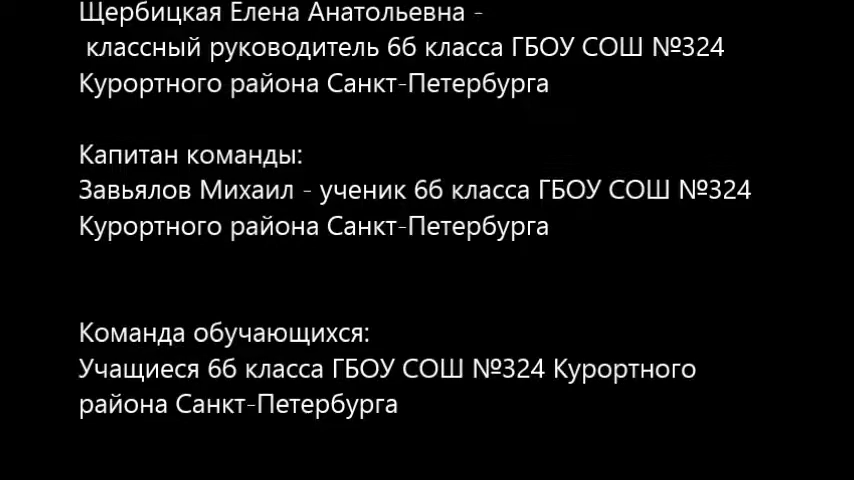 Щербицкая Елена Анатольевна -
классный руководитель 6б класса ГБОУ СОШ №324
Курортного района Санкт-Петербурга
Капитан команды:
Завьялов Михаил - ученик 6б класса ГБОУ СОШ №324
Курортного района Санкт-Петербурга
Команда обучающихся:
Учащиеся 6б класса ГБОУ СОШ №324 Курортного
района Санкт-Петербурга